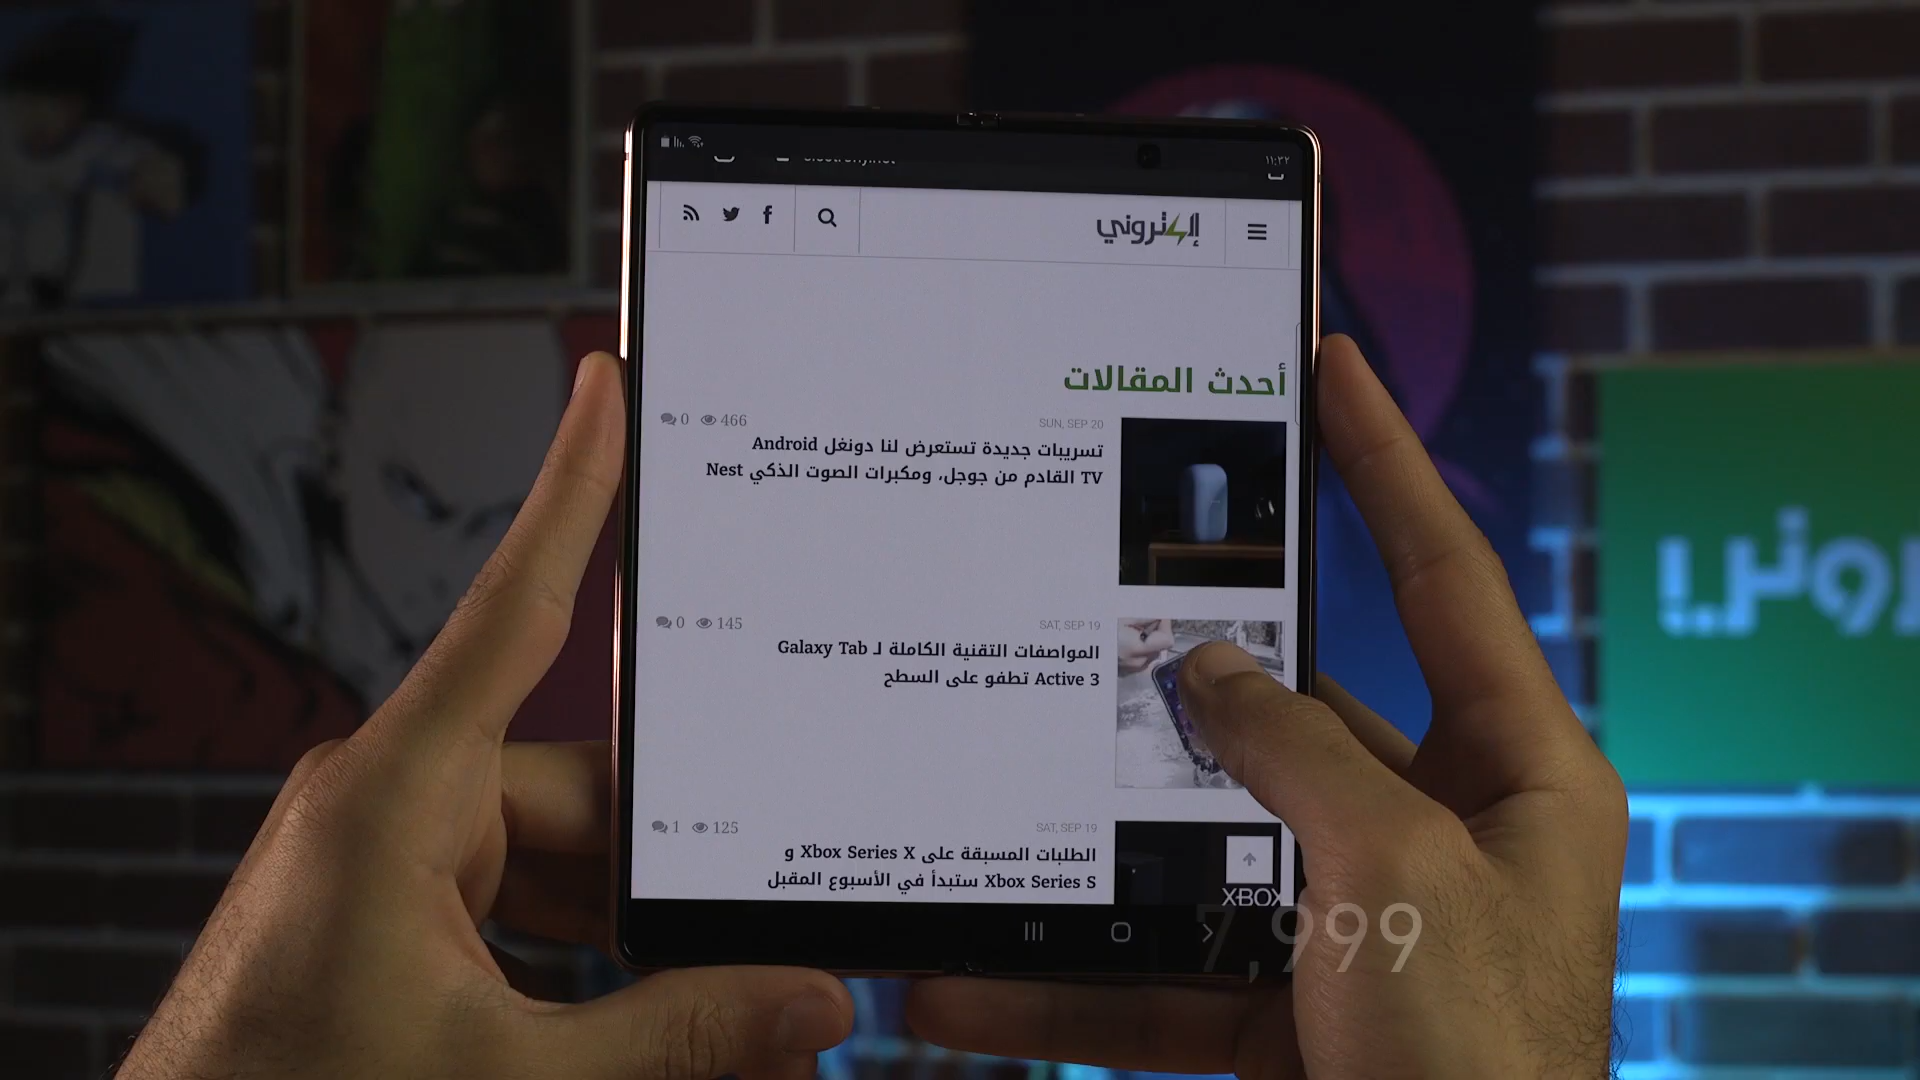 ١١:٣٢
إلكتروني
أحدث المقالات
SUN, SEP 20
466
0
تسريبات جديدة تستعرض لنا دونغل Android
TV القادم من جوجل، ومكبرات الصوت الذكي Nest
SAT, SEP 19
145
0
المواصفات التقنية الكاملة لـ Galaxy Tab
Active 3 تطفو على السطح
SAT, SEP 19
125
1
الطلبات المسبقة على Xbox Series X و
Xbox Series S ستبدأ في الأسبوع المقبل
XBOX
7,999